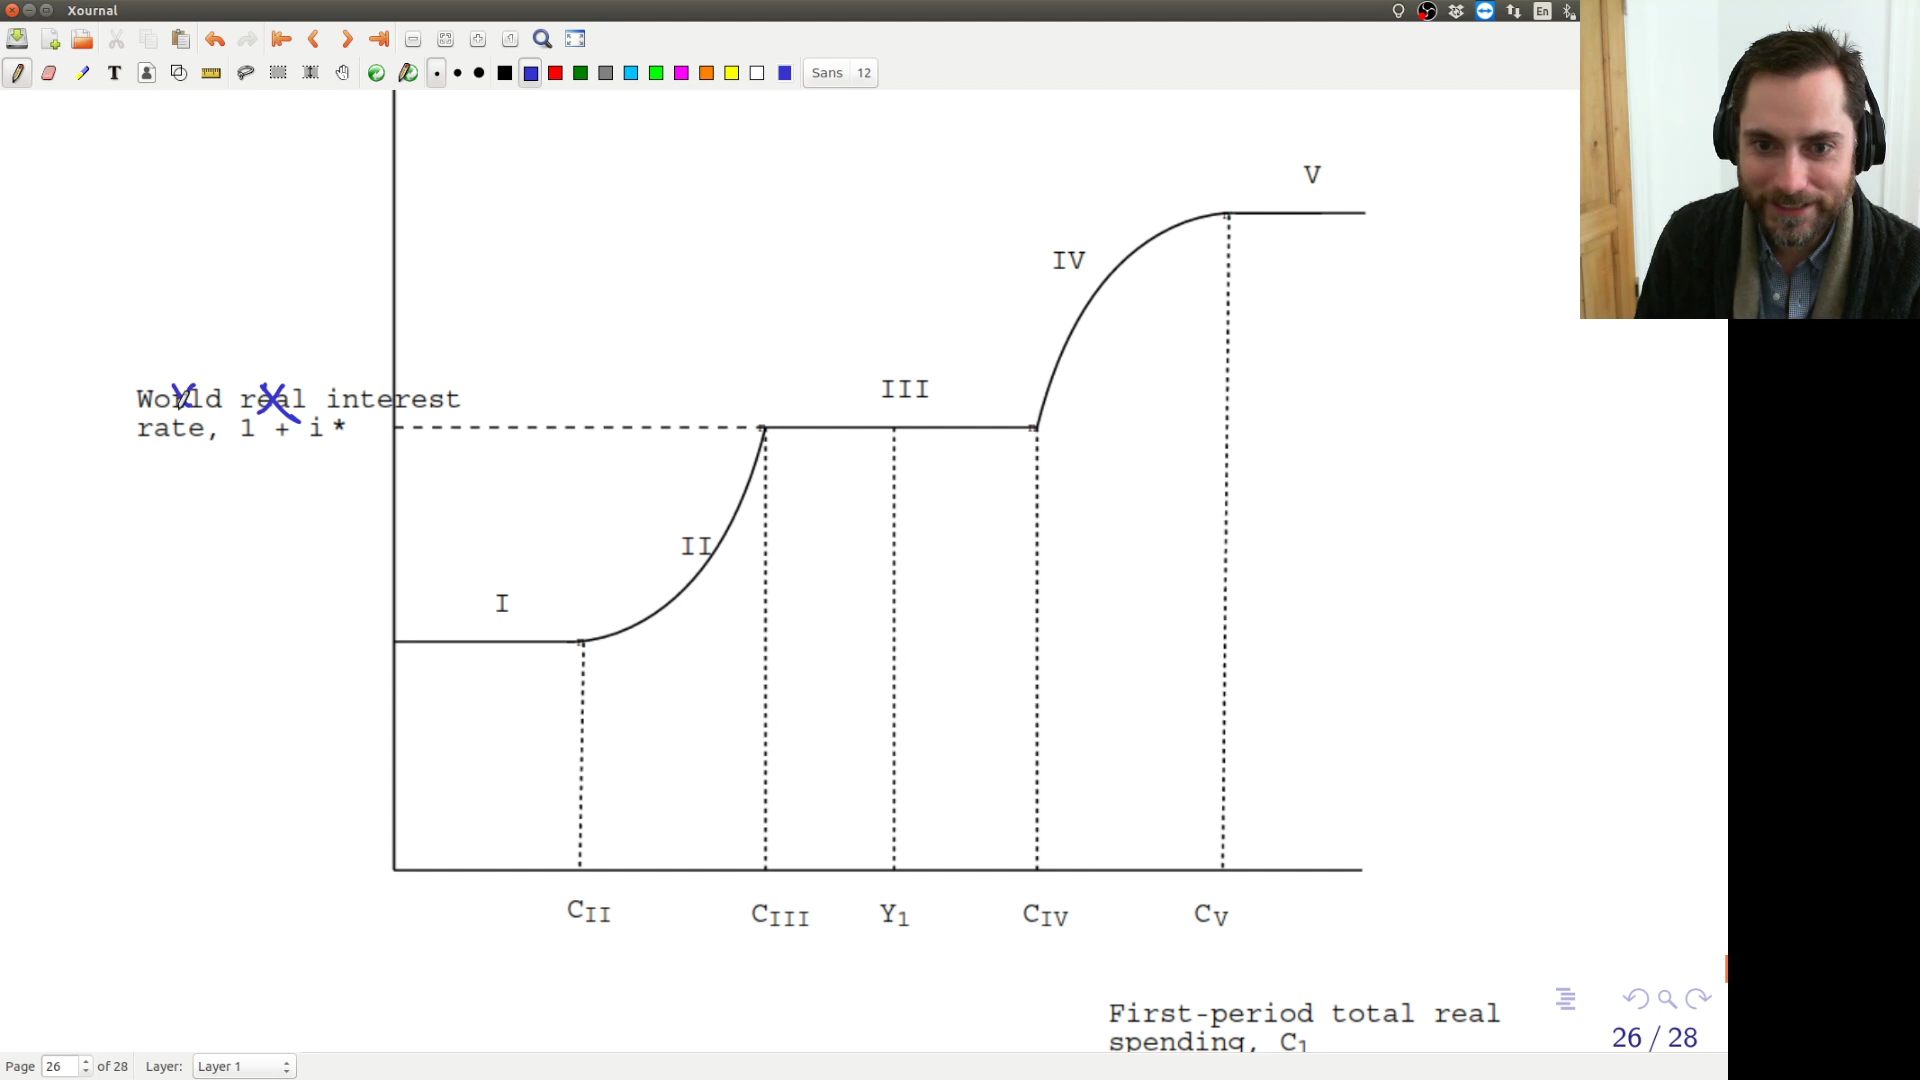 Xournal
En
T
Sans 12
V
IV
World real interest
rate, 1 + i*
III
II
I
CII CIII Y1 CIV CV
First-period total real
spending, C1
26 / 28
Page 26 of 28 Layer: Layer 1